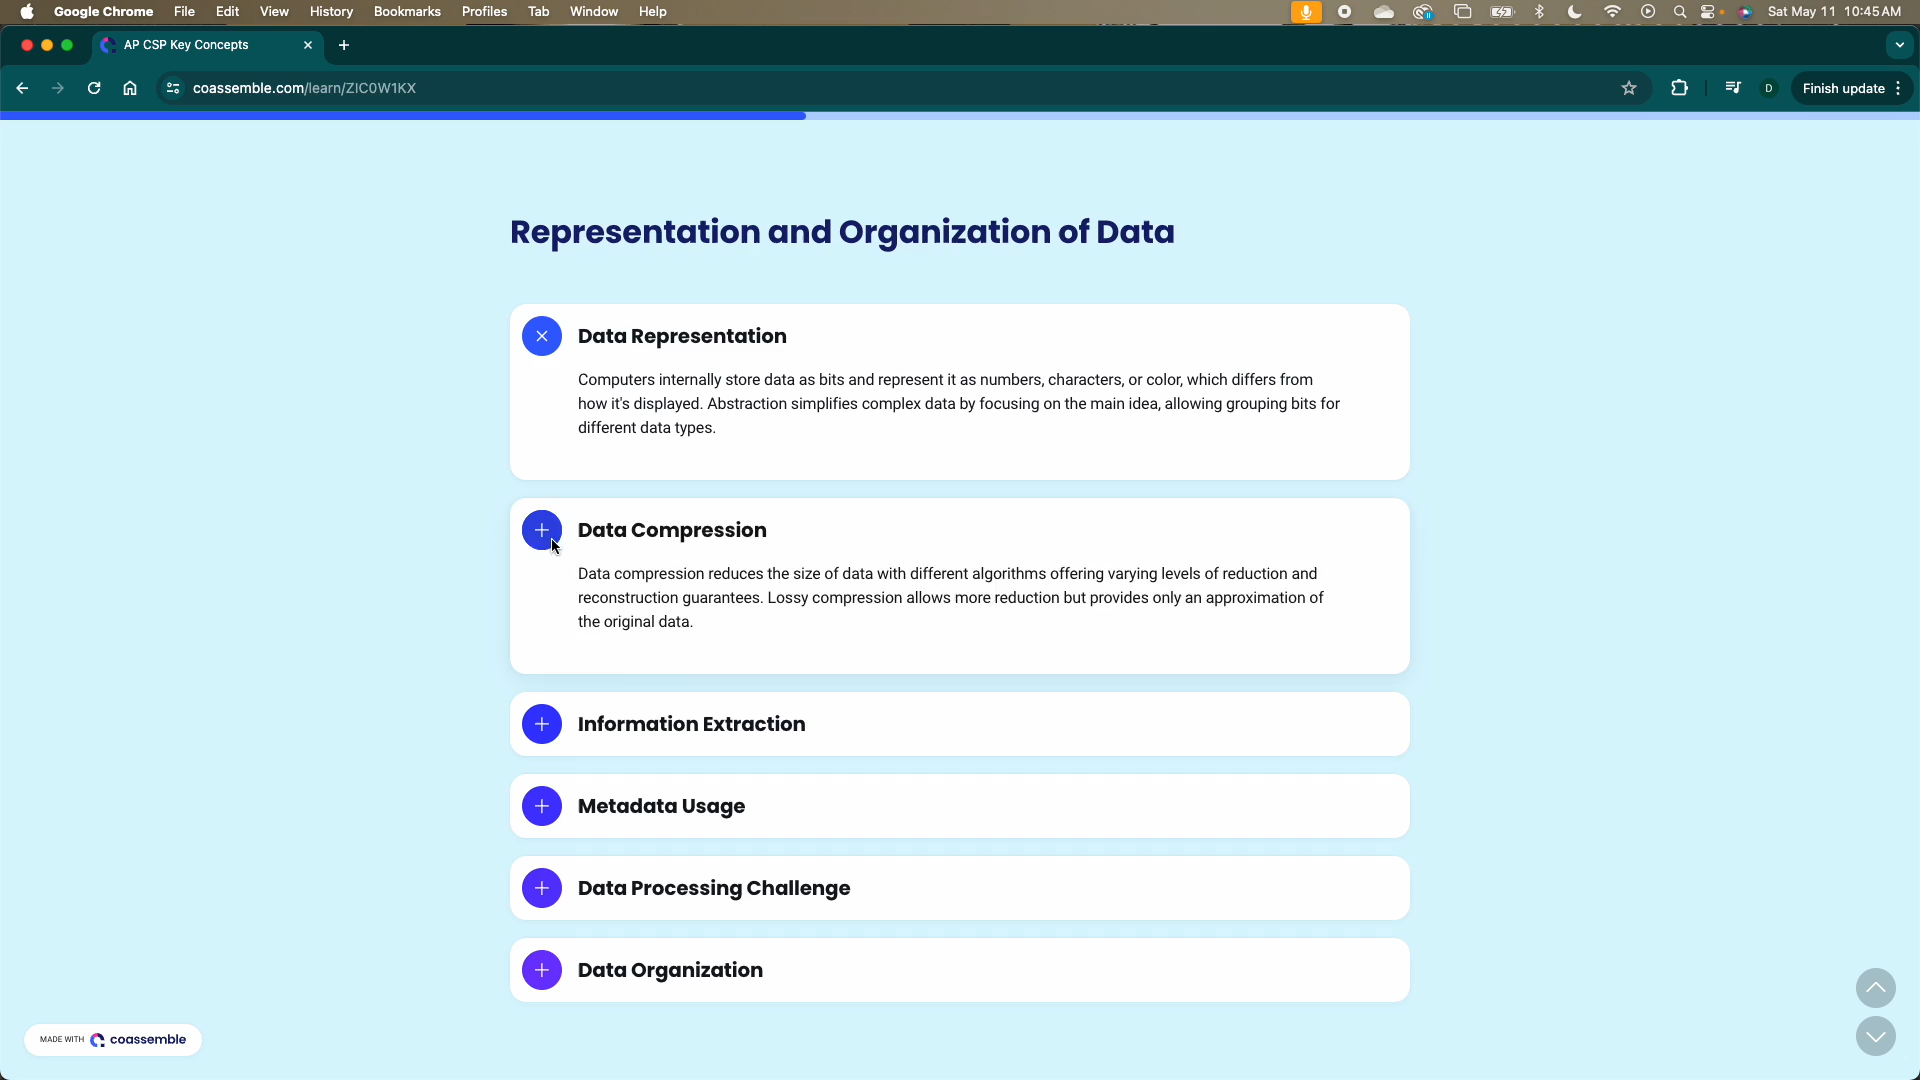 Google Chrome File Edit View History Bookmarks Profiles Tab Window Help Sat May 11 10:45 AM
AP CSP Key Concepts
coassemble.com/learn/ZIC0W1KX D Finish update
Representation and Organization of Data
Data Representation
Computers internally store data as bits and represent it as numbers, characters, or color, which differs from
how it's displayed. Abstraction simplifies complex data by focusing on the main idea, allowing grouping bits for
different data types.
Data Compression
Data compression reduces the size of data with different algorithms offering varying levels of reduction and
reconstruction guarantees. Lossy compression allows more reduction but provides only an approximation of
the original data.
Information Extraction
Metadata Usage
Data Processing Challenge
Data Organization
MADE WITH coassemble